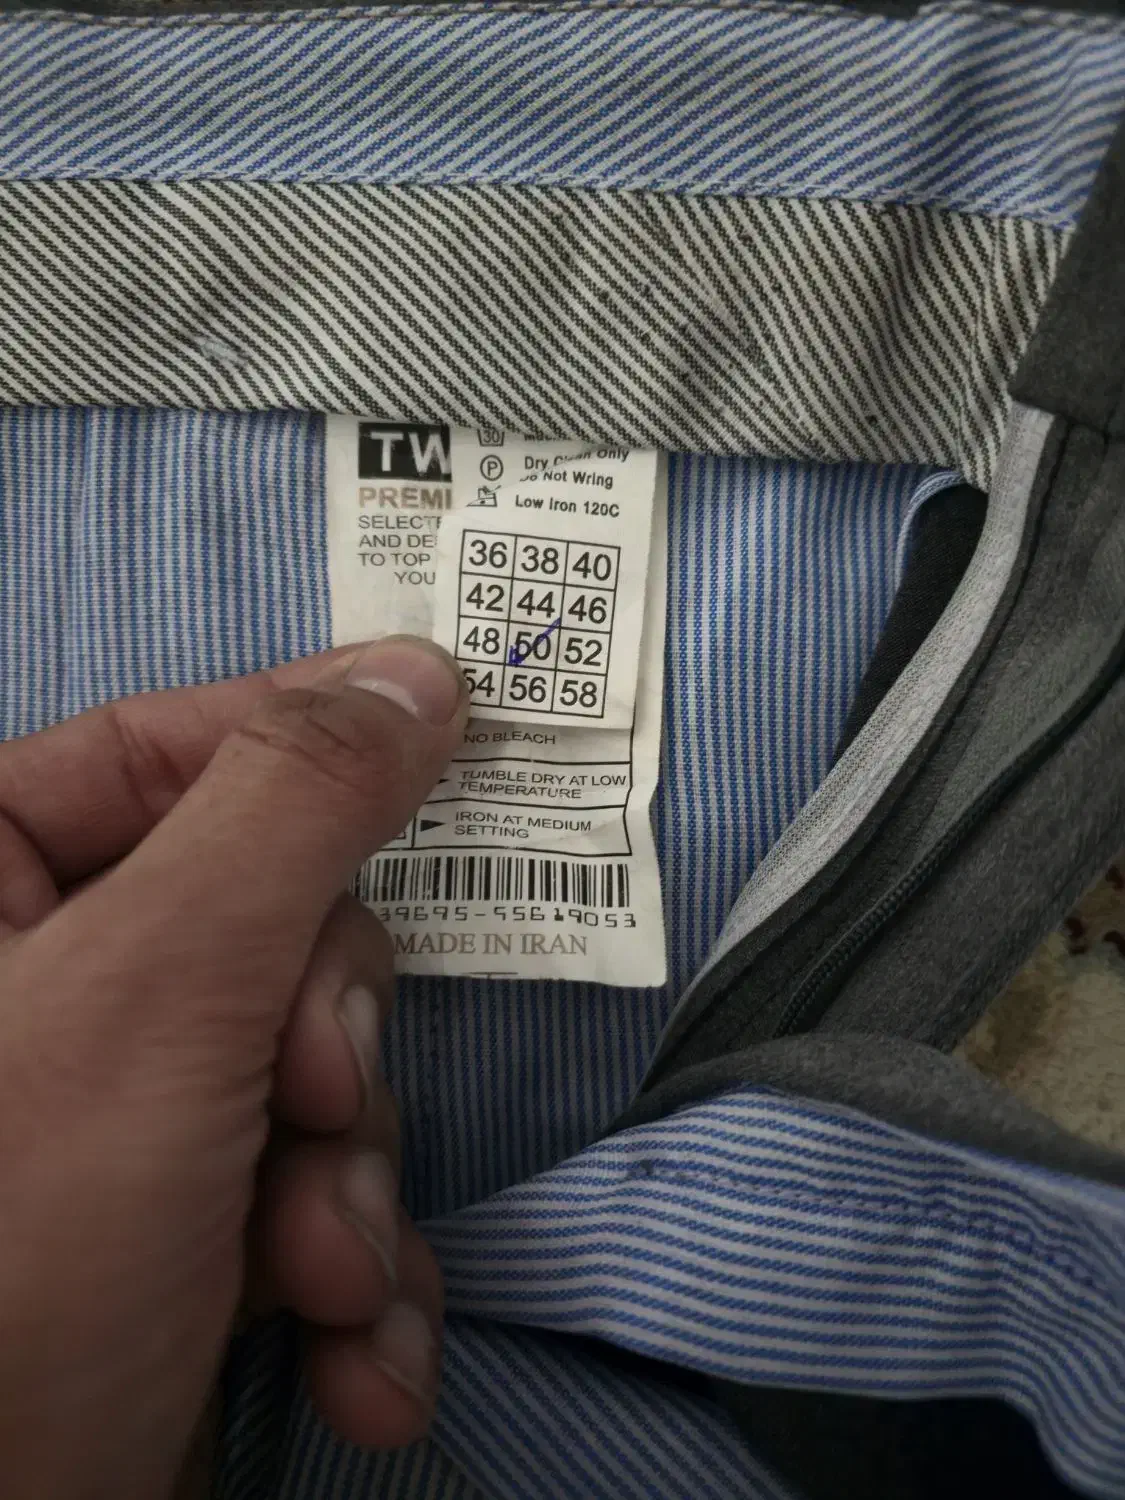 TW
PREMI
SELECT
AND DE
TO TOP
YOU
30
P
Dry Clean Only
Do Not Wring
Low Iron 120C
36 38 40
42 44 46
48 50 52
54 56 58
NO BLEACH
TUMBLE DRY AT LOW
TEMPERATURE
IRON AT MEDIUM
SETTING
39695-55619053
MADE IN IRAN